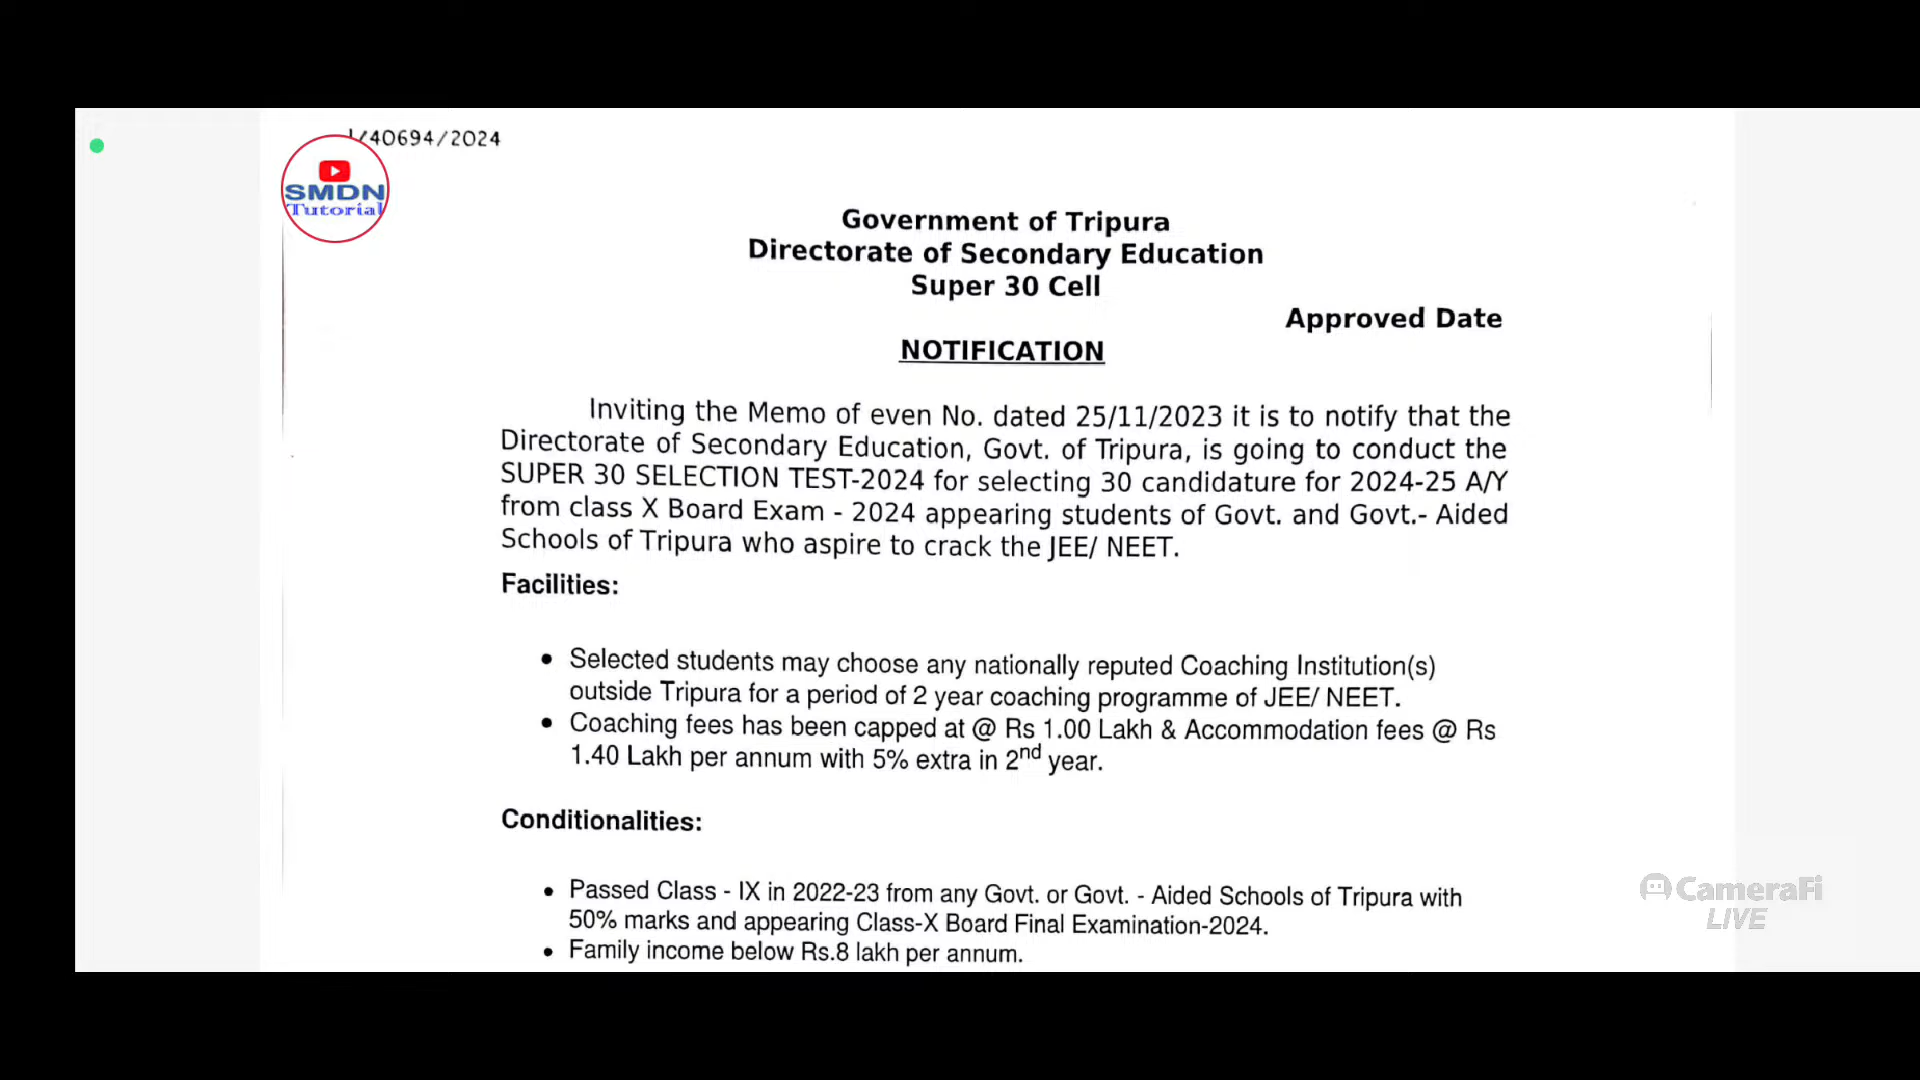 I/40694/2024
SMDN
Tutorial
Government of Tripura
Directorate of Secondary Education
Super 30 Cell
Approved Date
NOTIFICATION
Inviting the Memo of even No. dated 25/11/2023 it is to notify that the
Directorate of Secondary Education, Govt. of Tripura, is going to conduct the
SUPER 30 SELECTION TEST-2024 for selecting 30 candidature for 2024-25 A/Y
from class X Board Exam - 2024 appearing students of Govt. and Govt.- Aided
Schools of Tripura who aspire to crack the JEE/ NEET.
Facilities:
• Selected students may choose any nationally reputed Coaching Institution(s)
outside Tripura for a period of 2 year coaching programme of JEE/ NEET.
• Coaching fees has been capped at @ Rs 1.00 Lakh & Accommodation fees @ Rs
1.40 Lakh per annum with 5% extra in 2nd year.
Conditionalities:
• Passed Class - IX in 2022-23 from any Govt. or Govt. - Aided Schools of Tripura with
50% marks and appearing Class-X Board Final Examination-2024.
• Family income below Rs.8 lakh per annum.
CameraFi
LIVE